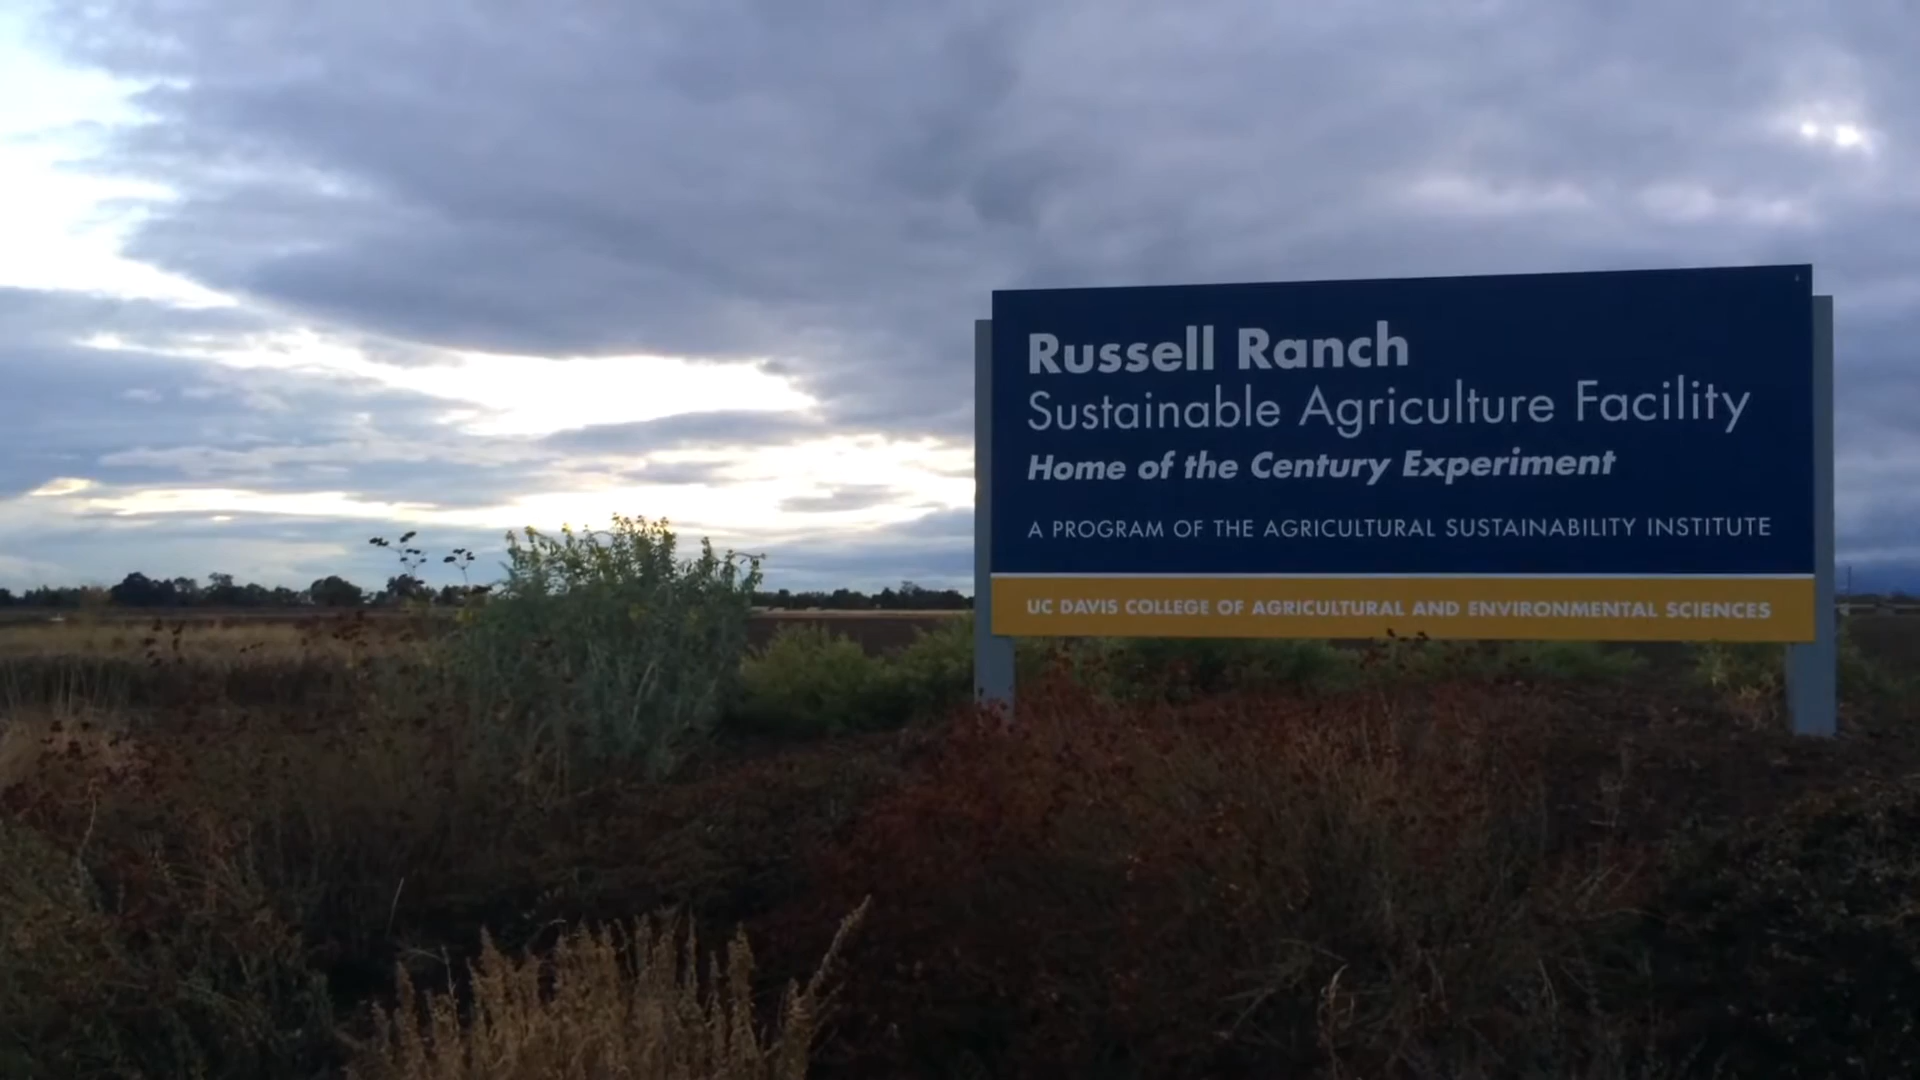 Russell Ranch
Sustainable Agriculture Facility
Home of the Century Experiment
A PROGRAM OF THE AGRICULTURAL SUSTAINABILITY INSTITUTE
UC DAVIS COLLEGE OF AGRICULTURAL AND ENVIRONMENTAL SCIENCES